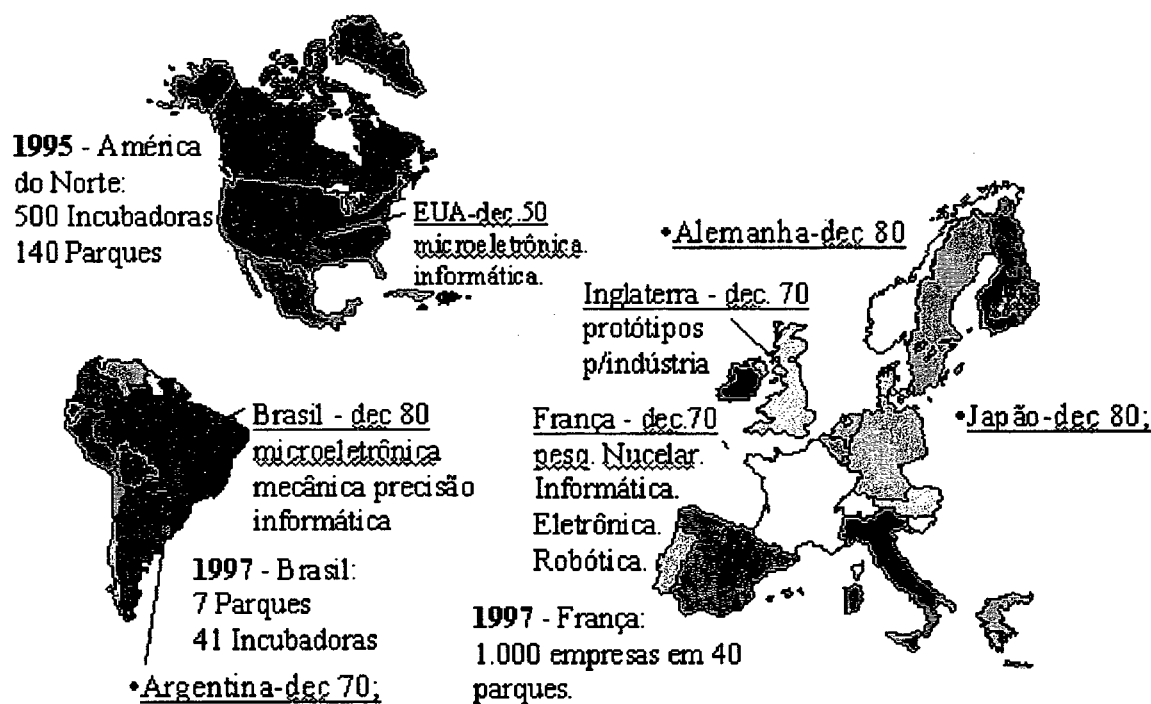 1995 - América
do Norte:
500 Incubadoras
140 Parques
EUA-dec.50
microeletrônica.
informática.
•Alemanha-dec 80
Inglaterra - dec. 70
protótipos
p/indústria
Brasil - dec 80
microeletrônica
mecânica precisão
informática
França - dec.70
pesq. Nucelar.
Informática.
Eletrônica.
Robótica.
•Japão-dec 80;
1997 - Brasil:
7 Parques
41 Incubadoras
1997 - França:
1.000 empresas em 40
parques.
•Argentina-dec 70;